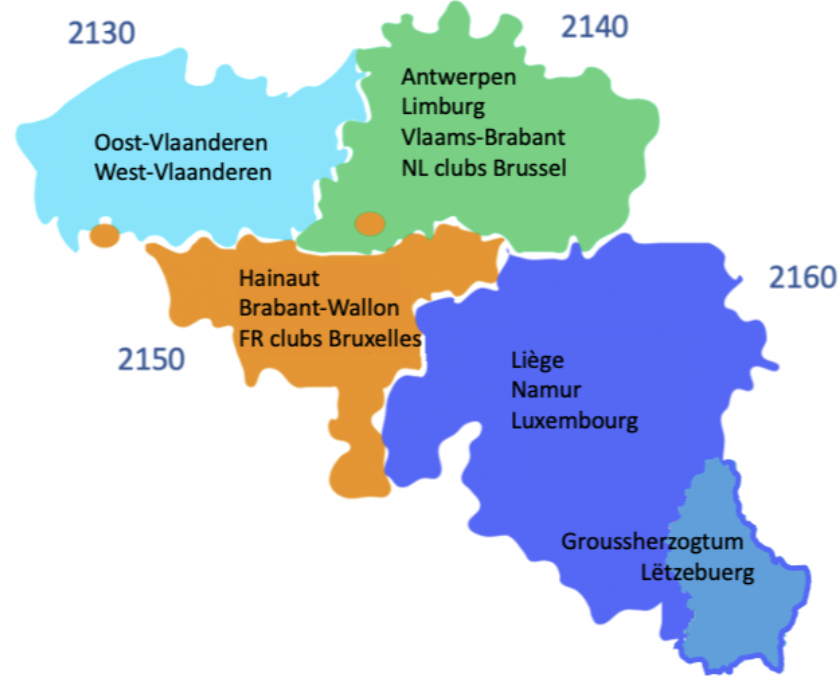 2130
2140
Oost-Vlaanderen
West-Vlaanderen
Antwerpen
Limburg
Vlaams-Brabant
NL clubs Brussel
Hainaut
Brabant-Wallon
FR clubs Bruxelles
2150
2160
Liège
Namur
Luxembourg
Groussherzogtum
Lëtzebuerg